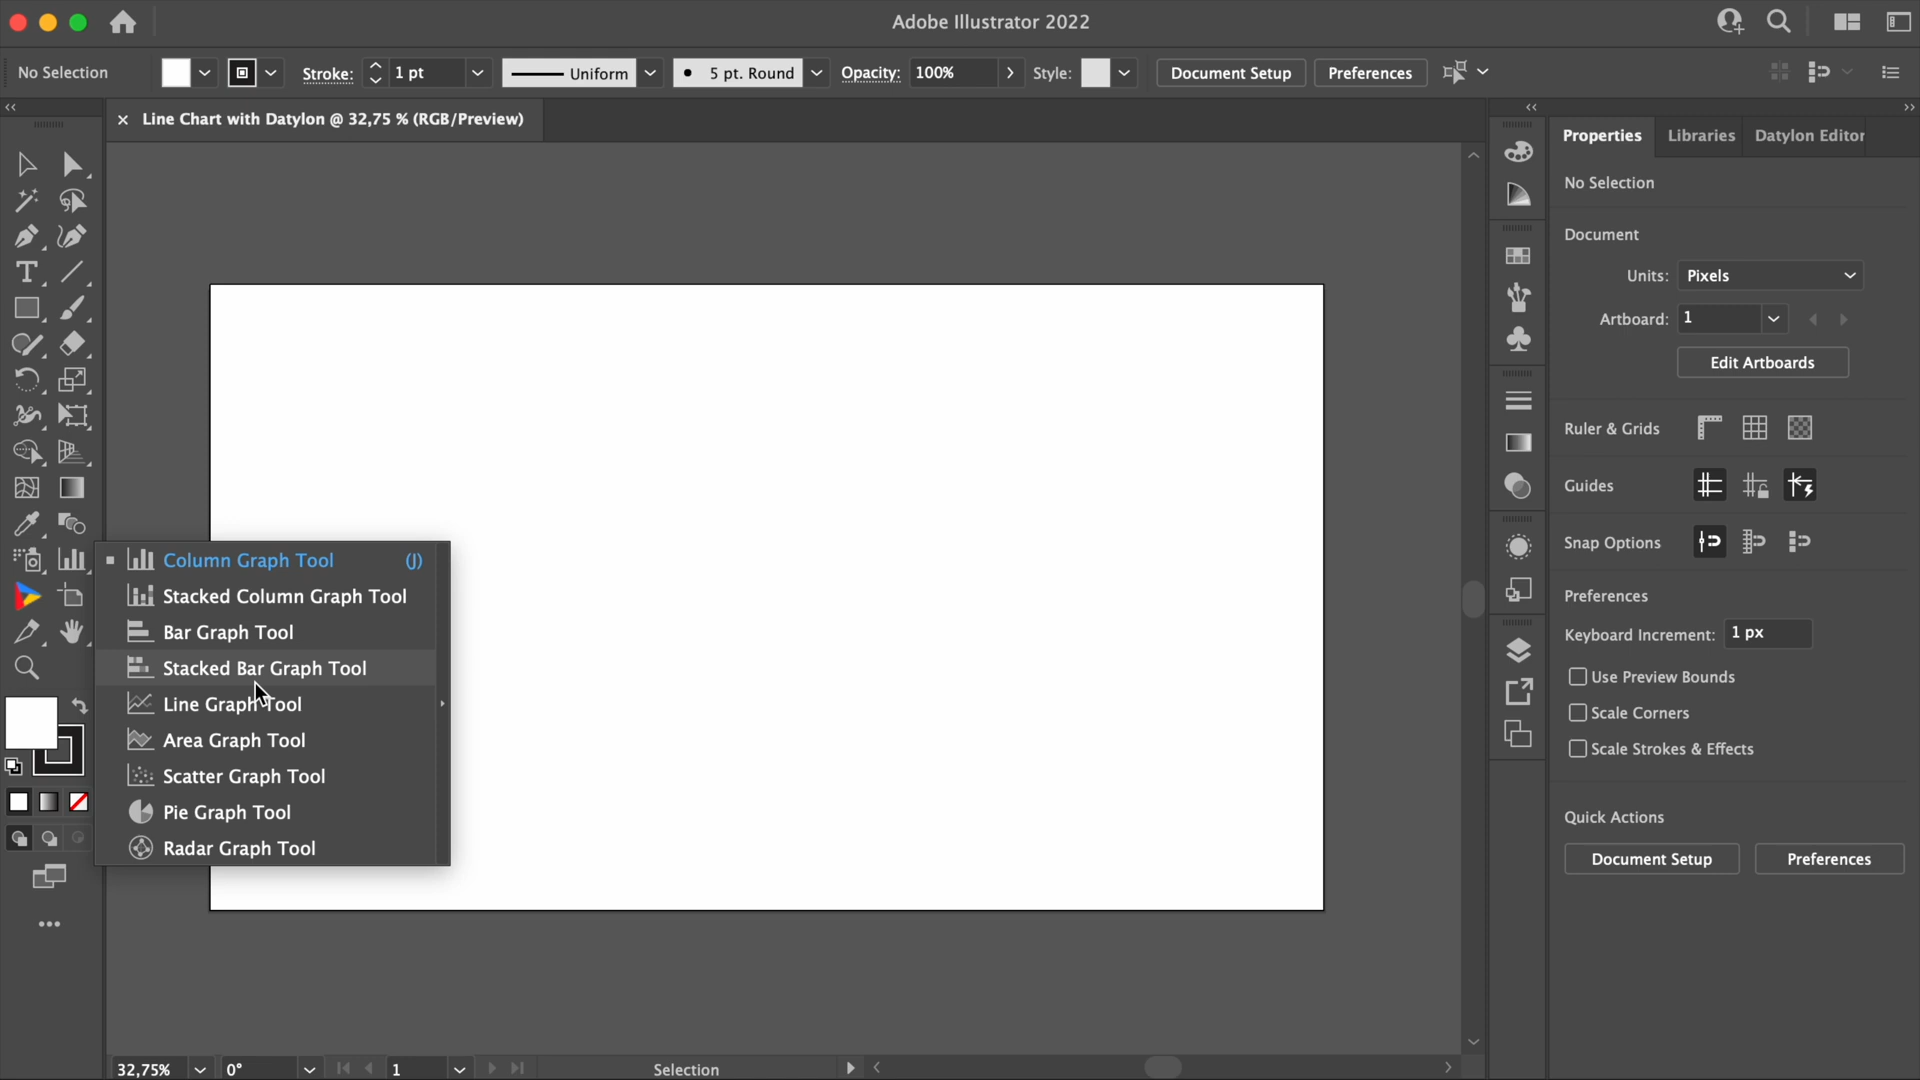 Adobe Illustrator 2022
No Selection
Stroke:
1 pt
Uniform
5 pt. Round
Opacity:
100%
Style:
Document Setup
Preferences
Line Chart with Datylon @ 32,75 % (RGB/Preview)
Column Graph Tool (J)
Stacked Column Graph Tool
Bar Graph Tool
Stacked Bar Graph Tool
Line Graph Tool
Area Graph Tool
Scatter Graph Tool
Pie Graph Tool
Radar Graph Tool
Properties
Libraries
Datylon Editor
No Selection
Document
Units: Pixels
Artboard: 1
Edit Artboards
Ruler & Grids
Guides
Snap Options
Preferences
Keyboard Increment: 1 px
Use Preview Bounds
Scale Corners
Scale Strokes & Effects
Quick Actions
Document Setup
Preferences
32,75%
0°
1
Selection